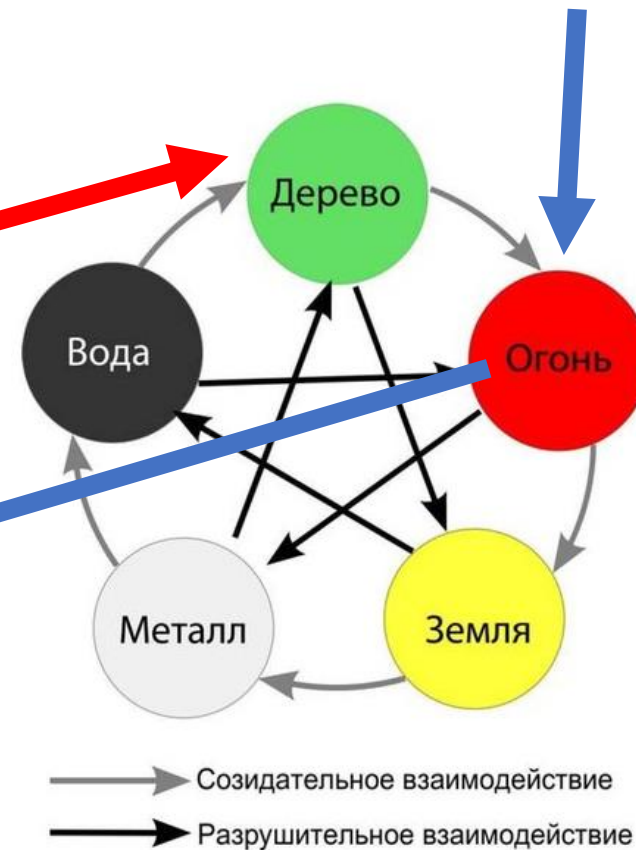 Дерево
Вода
Огонь
Металл
Земля
Созидательное взаимодействие
Разрушительное взаимодействие